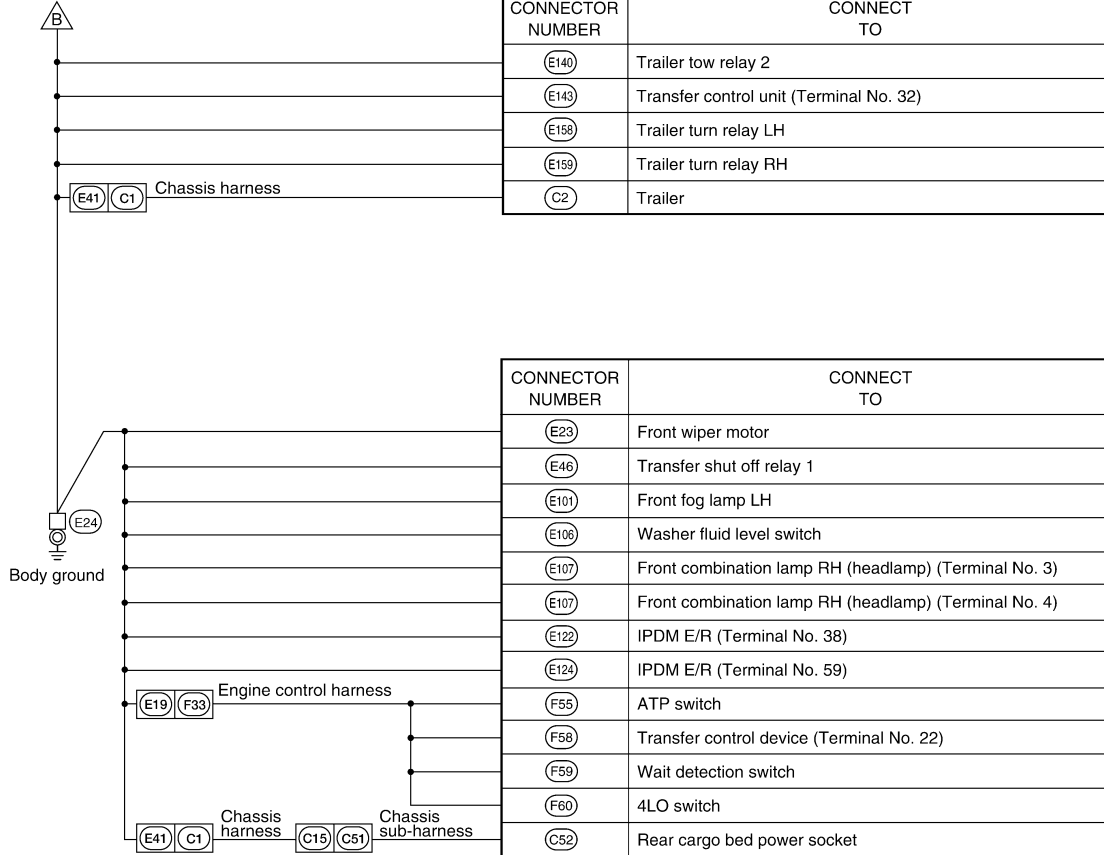 B
CONNECTOR NUMBER CONNECT TO
E140 Trailer tow relay 2
E143 Transfer control unit (Terminal No. 32)
E158 Trailer turn relay LH
E159 Trailer turn relay RH
E41 C1 Chassis harness C2 Trailer
CONNECTOR NUMBER CONNECT TO
E23 Front wiper motor
E46 Transfer shut off relay 1
E101 Front fog lamp LH
E24
E106 Washer fluid level switch
Body ground
E107 Front combination lamp RH (headlamp) (Terminal No. 3)
E107 Front combination lamp RH (headlamp) (Terminal No. 4)
E122 IPDM E/R (Terminal No. 38)
E124 IPDM E/R (Terminal No. 59)
E19 F33 Engine control harness F55 ATP switch
F58 Transfer control device (Terminal No. 22)
F59 Wait detection switch
F60 4LO switch
E41 C1 Chassis harness C15 C51 Chassis sub-harness C52 Rear cargo bed power socket